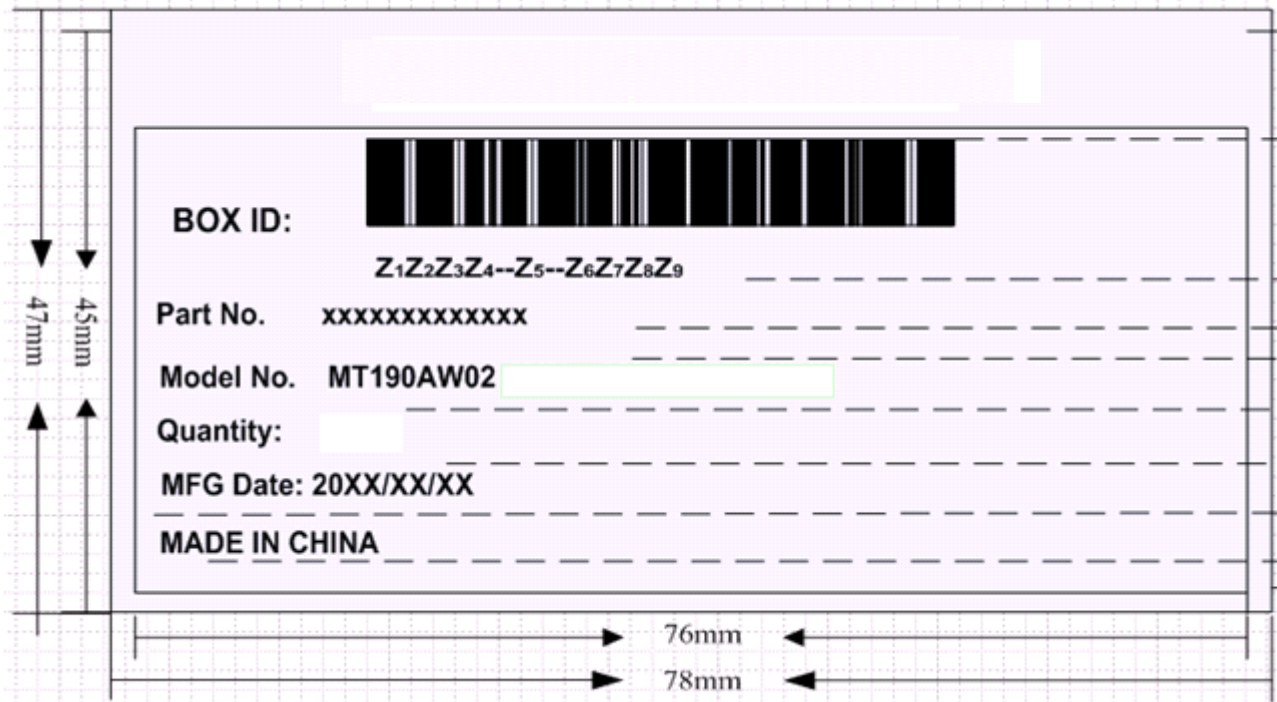 BOX ID:
Z1Z2Z3Z4--Z5--Z6Z7Z8Z9
Part No. xxxxxxxxxxxxx
Model No. MT190AW02
Quantity:
MFG Date: 20XX/XX/XX
MADE IN CHINA
47mm
45mm
76mm
78mm